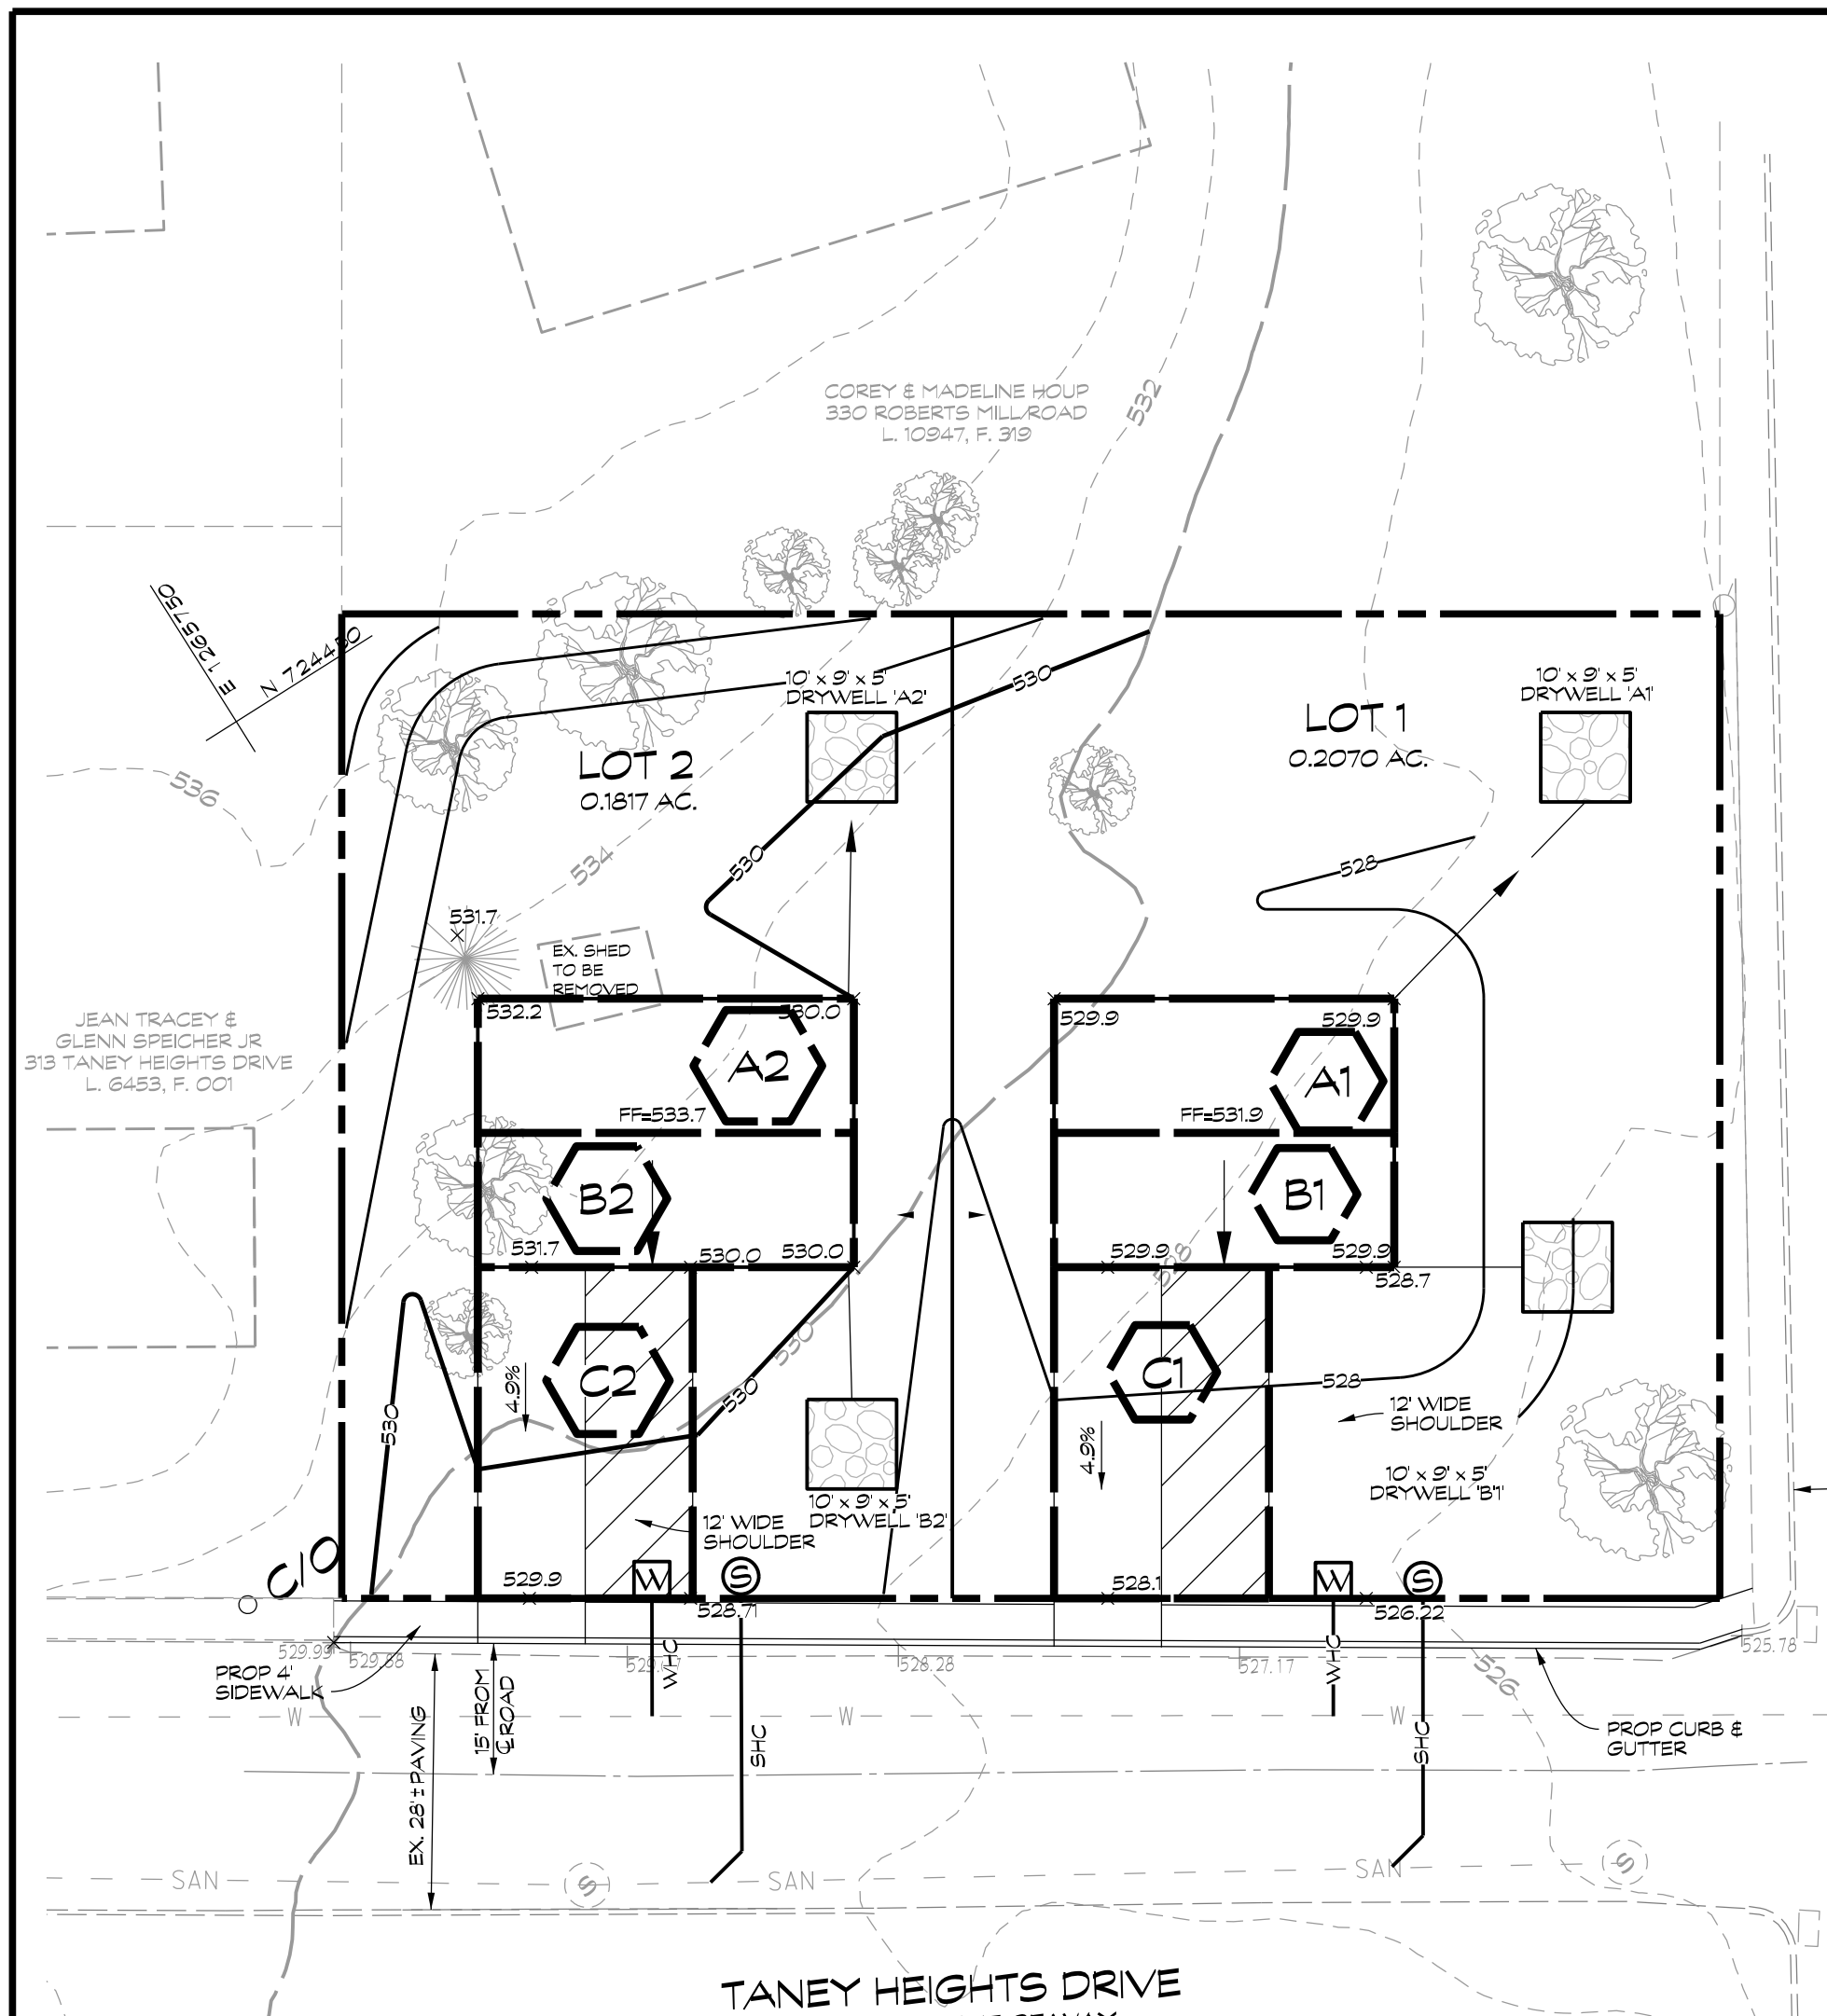 COREY & MADELINE HOUP
330 ROBERTS MILL ROAD
L. 10947, F. 319
532
E 1265750
N 724450
536
10' x 9' x 5'
DRYWELL 'A2'
530
LOT 2
0.1817 AC.
LOT 1
0.2070 AC.
10' x 9' x 5'
DRYWELL 'A1'
534
530
528
531.7
EX. SHED
TO BE
REMOVED
532.2
530.0
529.9
529.9
JEAN TRACEY &
GLENN SPEICHER JR
313 TANEY HEIGHTS DRIVE
L. 6453, F. 001
A2
A1
FF=533.7
FF=531.9
B2
B1
531.7
530.0
530.0
529.9
528
529.9
528.7
530
C2
C1
4.9%
530
530
528
4.9%
12' WIDE
SHOULDER
10' x 9' x 5'
DRYWELL 'B1'
10' x 9' x 5'
DRYWELL 'B2'
12' WIDE
SHOULDER
C/O
529.9
W
S
528.1
W
S
528.71
526.22
529.99
529.88
528.28
527.17
525.78
PROP 4'
SIDEWALK
WHC
WHC
526
15' FROM
℄ ROAD
EX. 28'± PAVING
W
W
W
SHC
SHC
PROP CURB &
GUTTER
SAN
S
SAN
SAN
S
TANEY HEIGHTS DRIVE